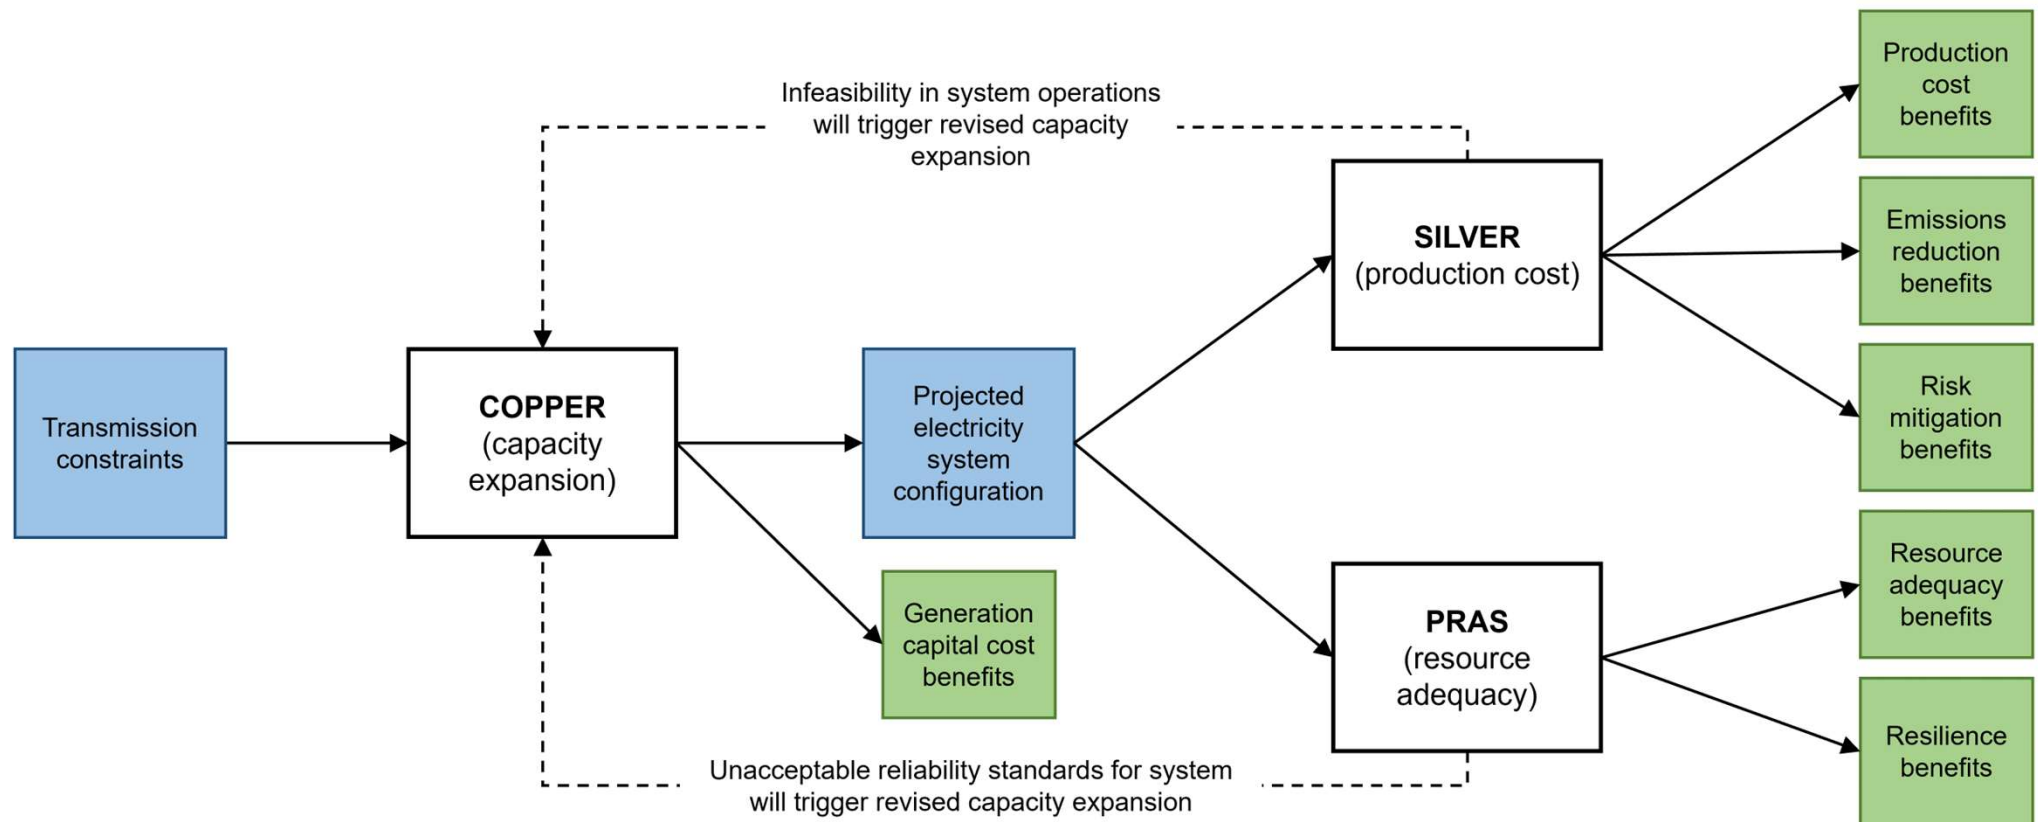 Production
cost
benefits
Infeasibility in system operations
will trigger revised capacity
expansion
SILVER
(production cost)
Emissions
reduction
benefits
Transmission
constraints
COPPER
(capacity
expansion)
Projected
electricity
system
configuration
Risk
mitigation
benefits
Generation
capital cost
benefits
PRAS
(resource
adequacy)
Resource
adequacy
benefits
Unacceptable reliability standards for system
will trigger revised capacity expansion
Resilience
benefits